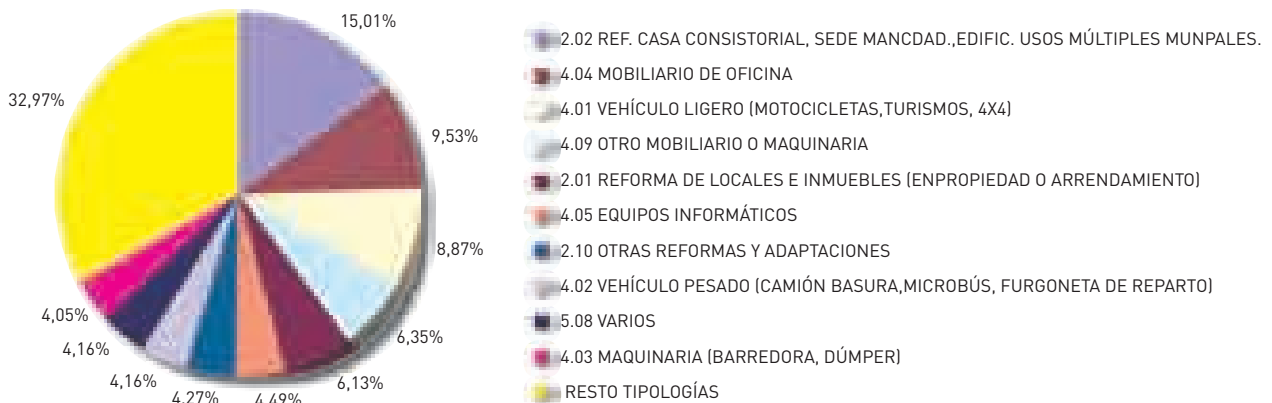 15,01%
9,53%
8,87%
6,35%
6,13%
4,49%
4,27%
4,16%
4,16%
4,05%
32,97%
2.02 REF. CASA CONSISTORIAL, SEDE MANCDAD.,EDIFIC. USOS MÚLTIPLES MUNPALES.
4.04 MOBILIARIO DE OFICINA
4.01 VEHÍCULO LIGERO (MOTOCICLETAS,TURISMOS, 4X4)
4.09 OTRO MOBILIARIO O MAQUINARIA
2.01 REFORMA DE LOCALES E INMUEBLES (ENPROPIEDAD O ARRENDAMIENTO)
4.05 EQUIPOS INFORMÁTICOS
2.10 OTRAS REFORMAS Y ADAPTACIONES
4.02 VEHÍCULO PESADO (CAMIÓN BASURA,MICROBÚS, FURGONETA DE REPARTO)
5.08 VARIOS
4.03 MAQUINARIA (BARREDORA, DÚMPER)
RESTO TIPOLOGÍAS